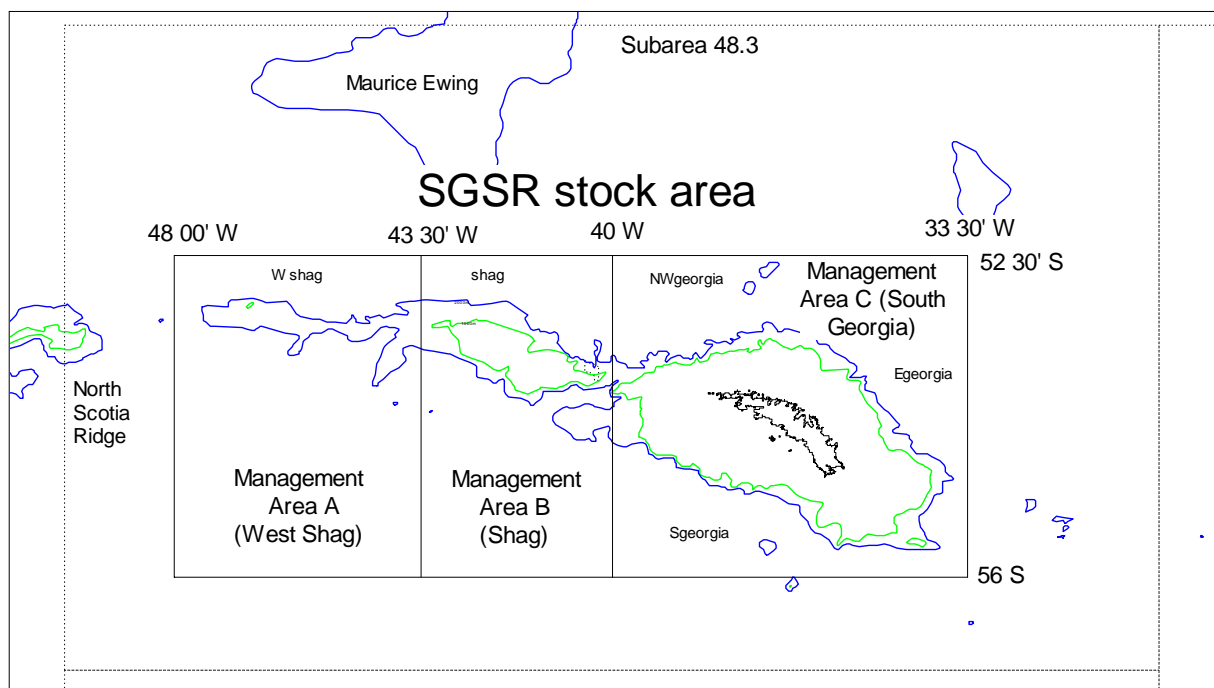 Subarea 48.3
Maurice Ewing
SGSR stock area
48 00' W
43 30' W
40 W
33 30' W
52 30' S
W shag
shag
NWgeorgia
Management
Area C (South
Georgia)
Egeorgia
North
Scotia
Ridge
Management
Area A
(West Shag)
Management
Area B
(Shag)
Sgeorgia
56 S